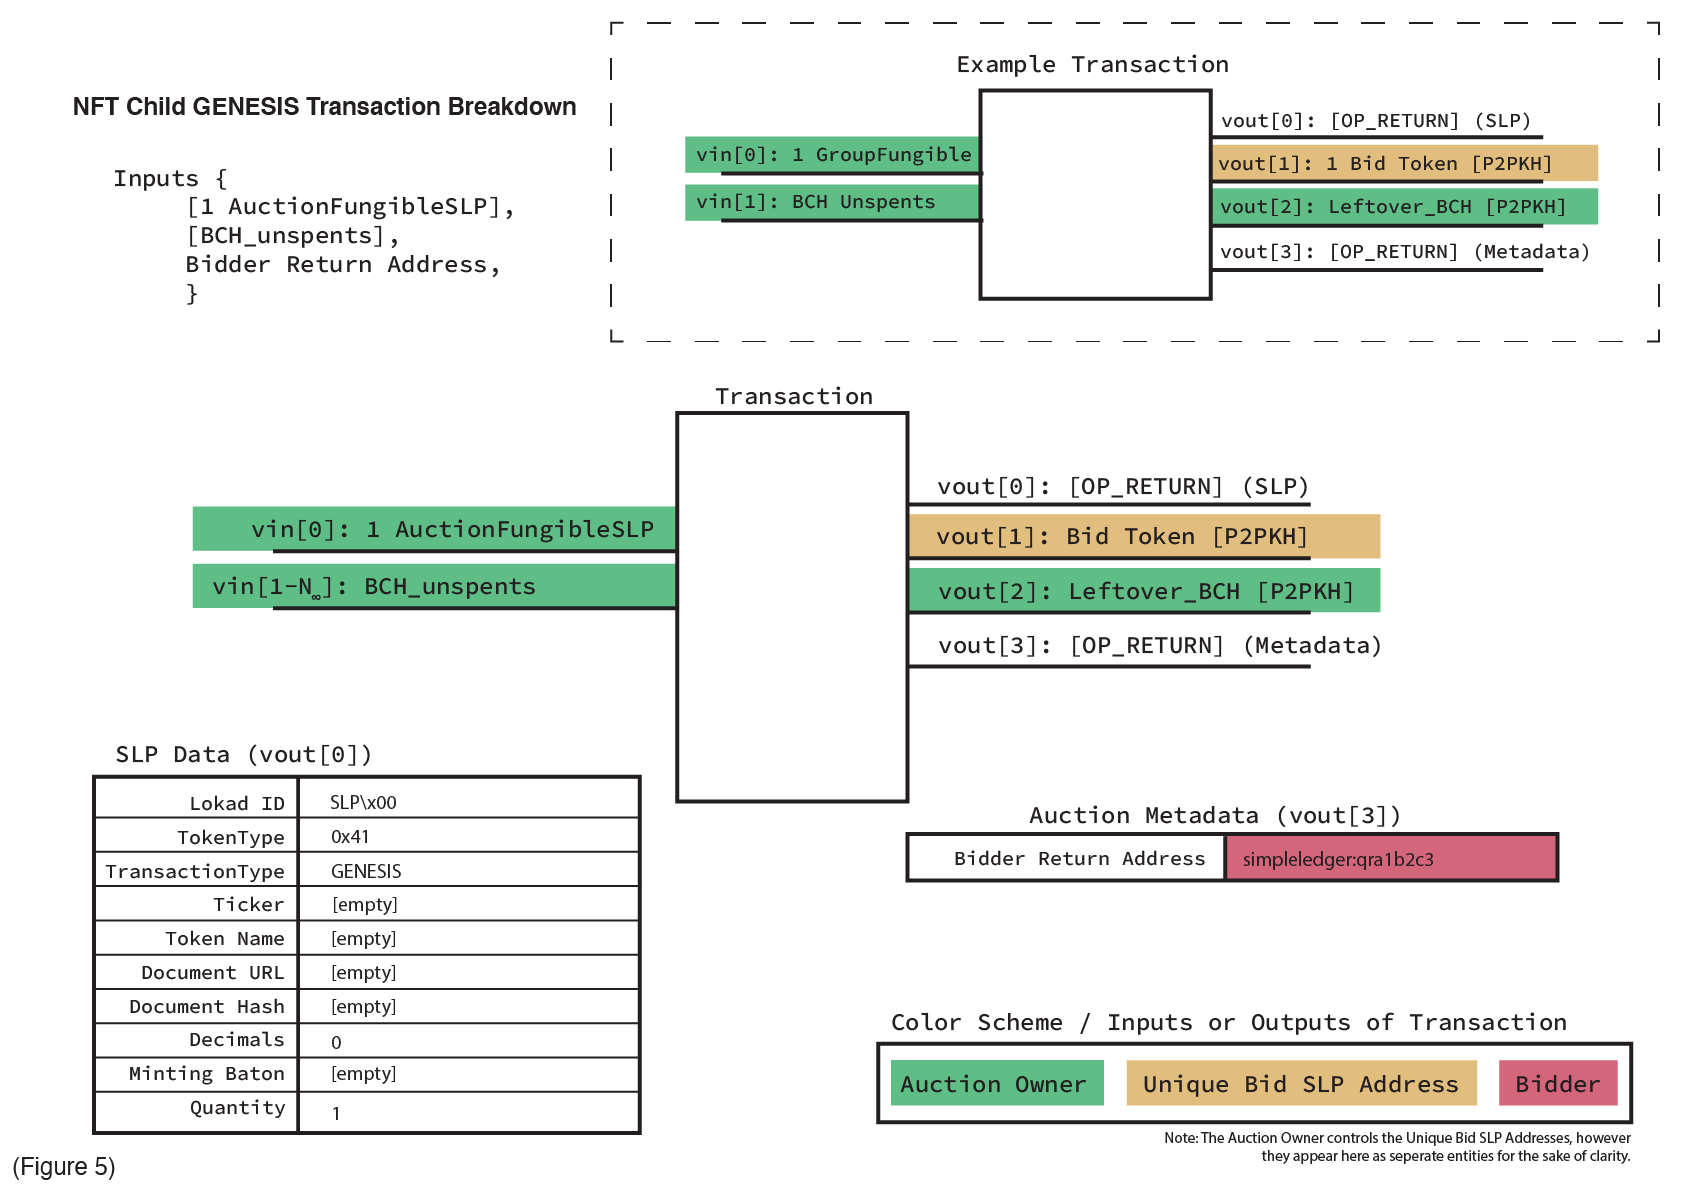 NFT Child GENESIS Transaction Breakdown
Inputs {
[1 AuctionFungibleSLP],
[BCH_unspents],
Bidder Return Address,
}
Example Transaction
vin[0]: 1 GroupFungible
vin[1]: BCH Unspents
vout[0]: [OP_RETURN] (SLP)
vout[1]: 1 Bid Token [P2PKH]
vout[2]: Leftover_BCH [P2PKH]
vout[3]: [OP_RETURN] (Metadata)
Transaction
vin[0]: 1 AuctionFungibleSLP
vin[1-N∞]: BCH_unspents
vout[0]: [OP_RETURN] (SLP)
vout[1]: Bid Token [P2PKH]
vout[2]: Leftover_BCH [P2PKH]
vout[3]: [OP_RETURN] (Metadata)
SLP Data (vout[0])
Lokad ID SLP\x00
TokenType 0x41
TransactionType GENESIS
Ticker [empty]
Token Name [empty]
Document URL [empty]
Document Hash [empty]
Decimals 0
Minting Baton [empty]
Quantity 1
Auction Metadata (vout[3])
Bidder Return Address simpleledger:qra1b2c3
Color Scheme / Inputs or Outputs of Transaction
Auction Owner Unique Bid SLP Address Bidder
Note: The Auction Owner controls the Unique Bid SLP Addresses, however
they appear here as seperate entities for the sake of clarity.
(Figure 5)